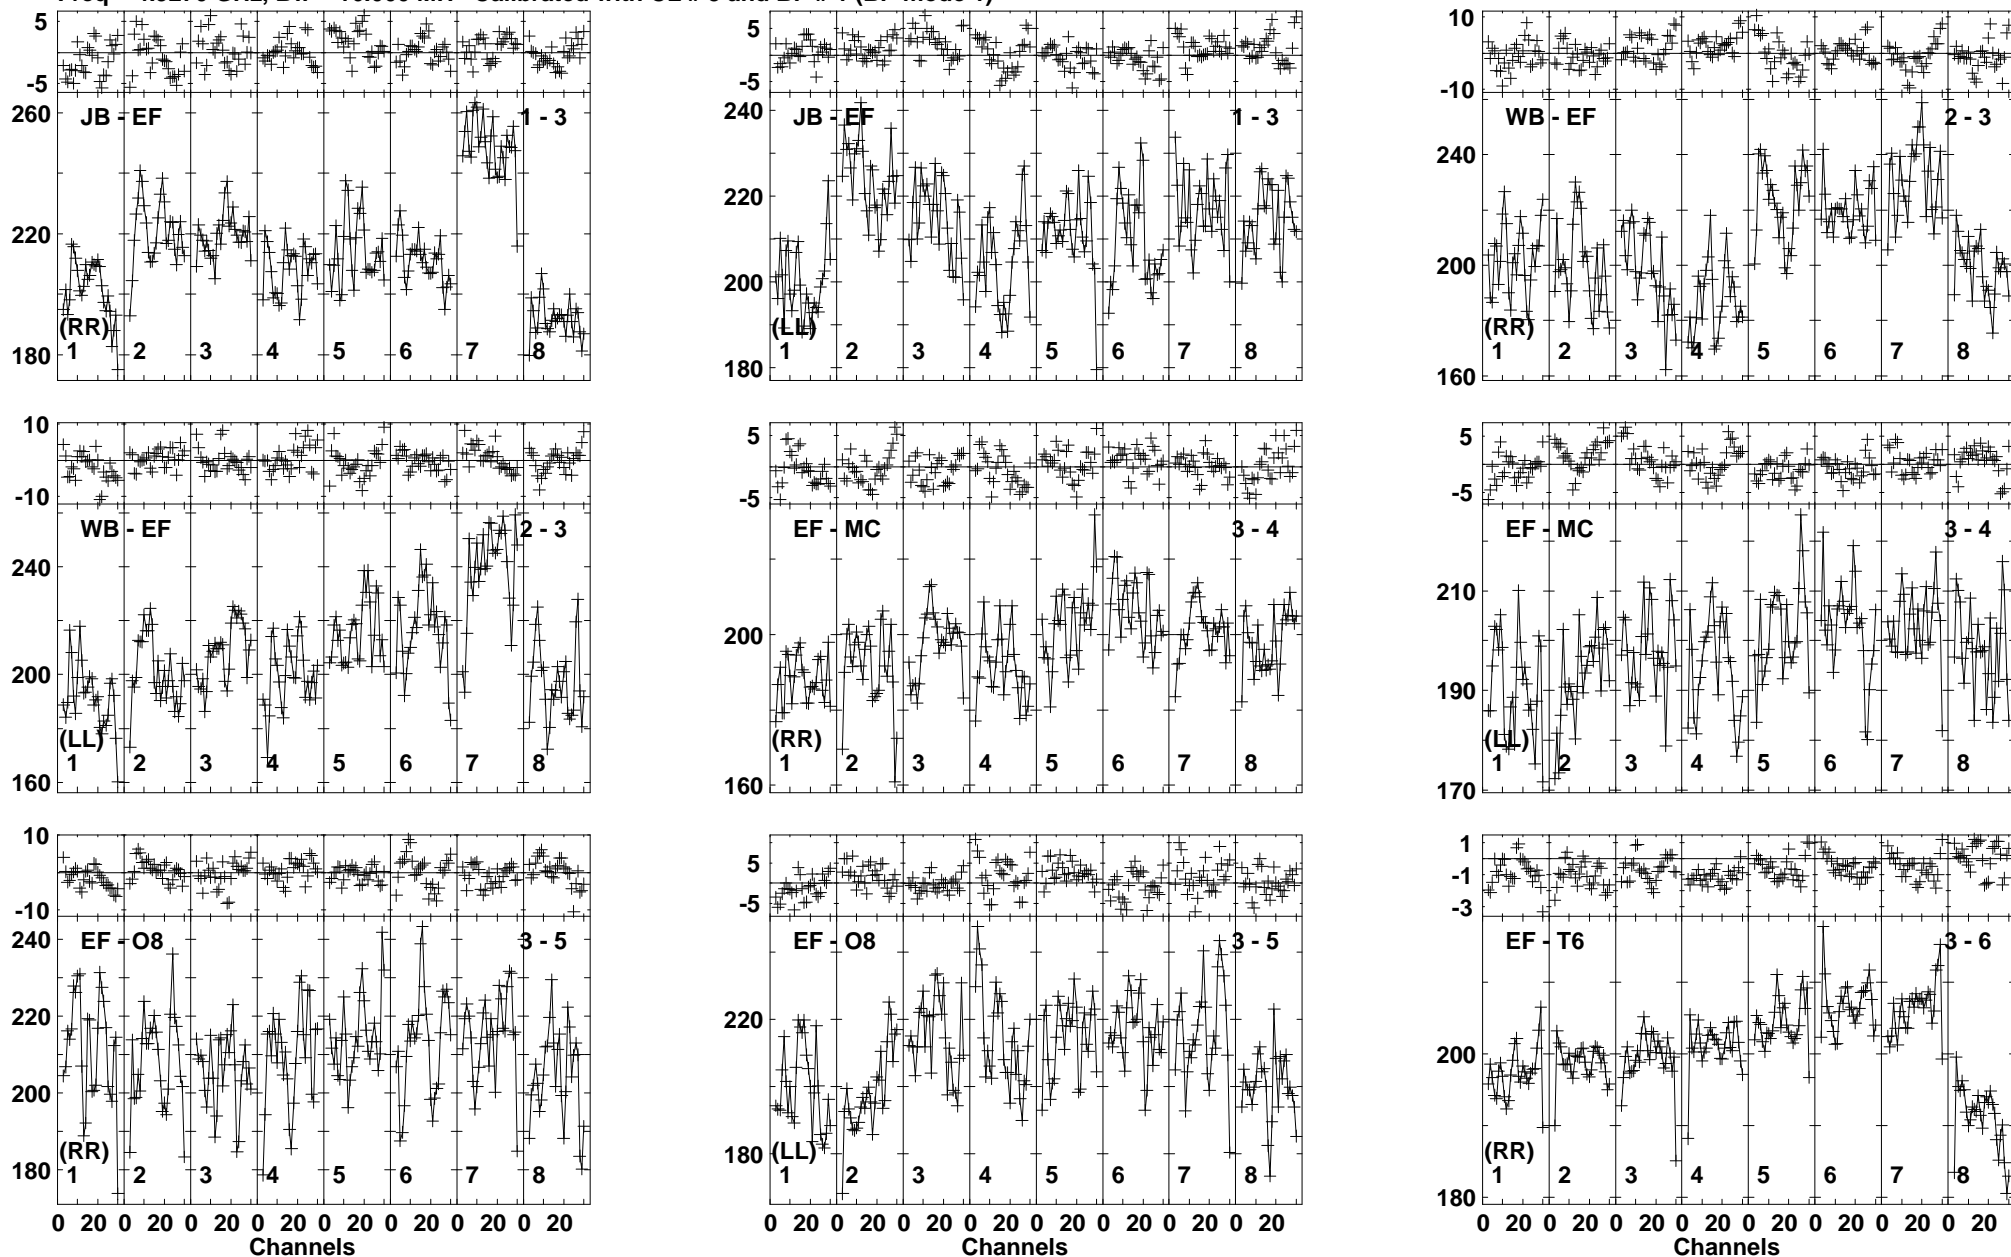 5 5 10
-5 -5 -10
260 JB - EF 1 - 3 240 JB - EF 1 - 3 WB - EF 2 - 3
240
220 220
200 200
180 (RR) 1 2 3 4 5 6 7 8 180 (LL) 1 2 3 4 5 6 7 8 160 (RR) 1 2 3 4 5 6 7 8
10 5 5
-10 -5 -5
WB - EF 2 - 3 EF - MC 3 - 4 EF - MC 3 - 4
240 210
200 200 190
160 (LL) 1 2 3 4 5 6 7 8 160 (RR) 1 2 3 4 5 6 7 8 170 (LL) 1 2 3 4 5 6 7 8
10 5 1
-10 -5 -1
-3
240 EF - O8 3 - 5 EF - O8 3 - 5 EF - T6 3 - 6
220 220
200 200
180 (RR) 1 2 3 4 5 6 7 8 180 (LL) 1 2 3 4 5 6 7 8 180 (RR) 1 2 3 4 5 6 7 8
0 20 0 20 0 20 0 20 0 20 0 20 0 20 0 20 0 20 0 20 0 20 0 20 0 20 0 20 0 20 0 20 0 20 0 20 0 20 0 20 0 20 0 20 0 20 0 20
Channels Channels Channels